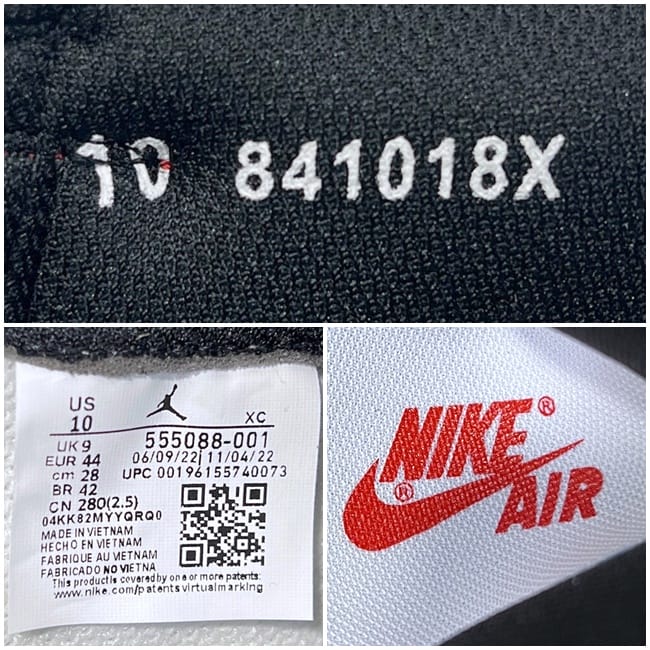 10 841018X
US
10
XC
UK 9
555088-001
EUR 44
06/09/22 11/04/22
cm 28
UPC 00196155740073
BR 42
CN 280(2.5)
04KK82MYYQRQ0
MADE IN VIETNAM
HECHO EN VIETNAM
FABRIQUE AU VIETNAM
FABRICADO NO VIETNA
This product is covered by one or more patents:
www.nike.com/patents virtual marking
NIKE®
®
AIR